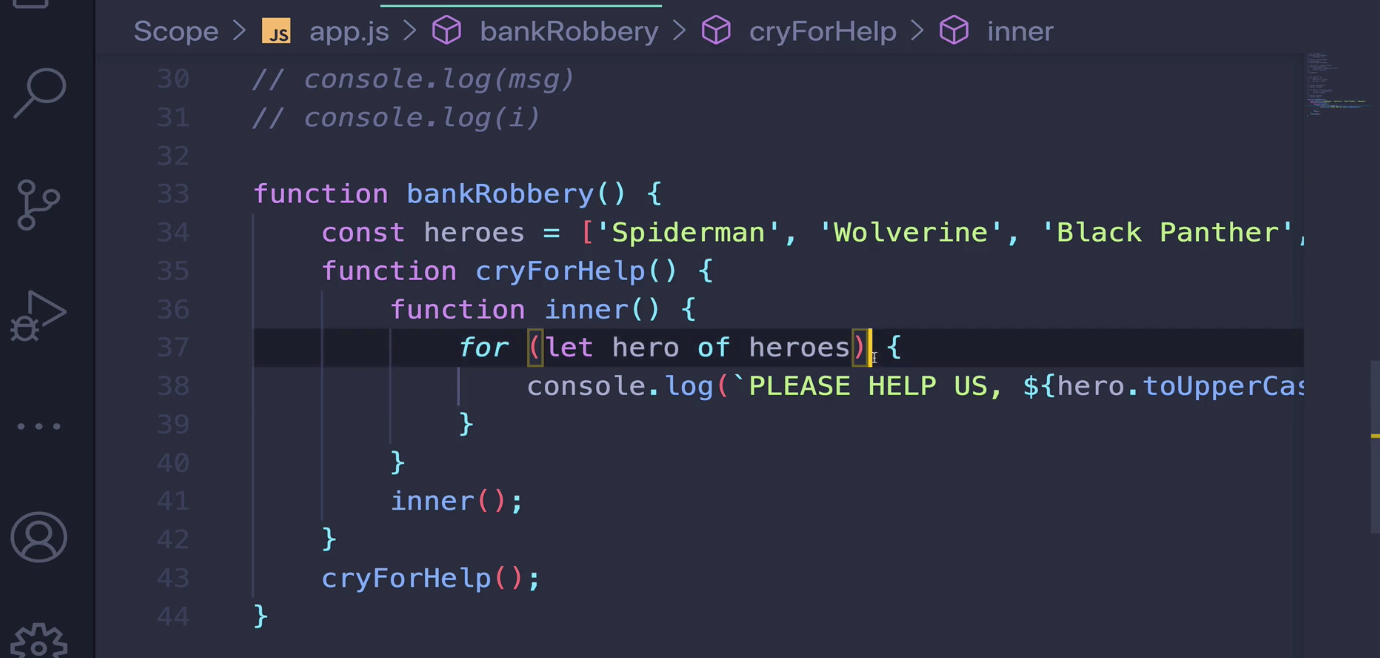 Scope > JS app.js > bankRobbery > cryForHelp > inner
30 // console.log(msg)
31 // console.log(i)
32
33 function bankRobbery() {
34 const heroes = ['Spiderman', 'Wolverine', 'Black Panther',
35 function cryForHelp() {
36 function inner() {
37 for (let hero of heroes) {
38 console.log(`PLEASE HELP US, ${hero.toUpperCas
39 }
40 }
41 inner();
42 }
43 cryForHelp();
44 }